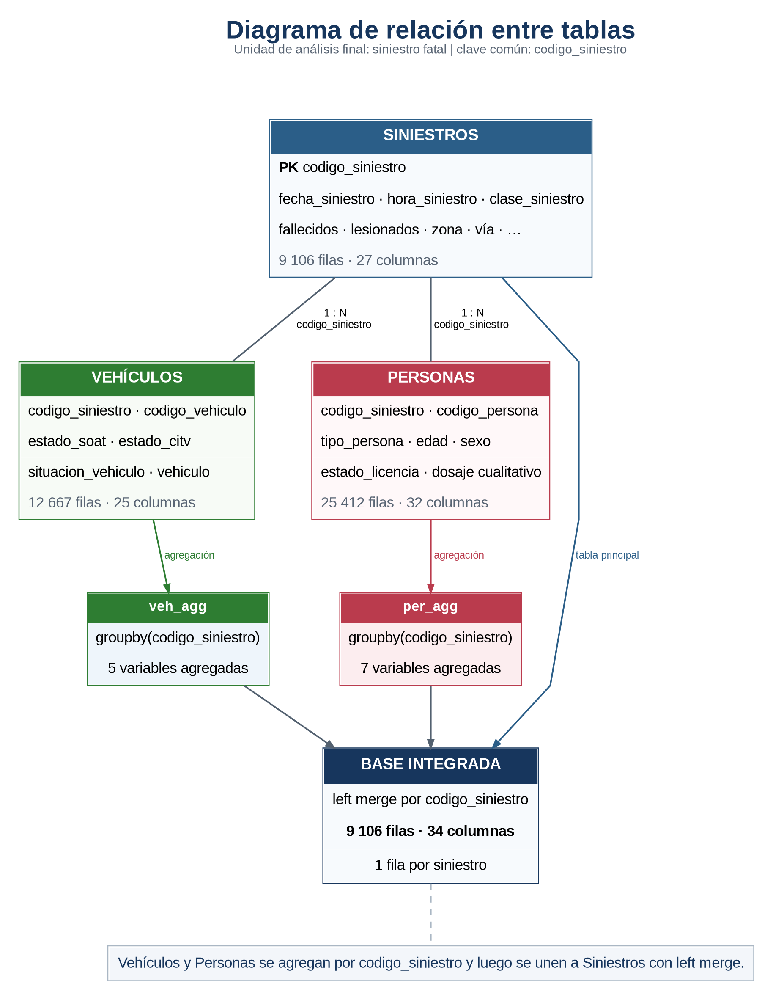 Diagrama de relación entre tablas
Unidad de análisis final: siniestro fatal | clave común: codigo_siniestro
SINIESTROS
PK codigo_siniestro
fecha_siniestro · hora_siniestro · clase_siniestro
fallecidos · lesionados · zona · vía · …
9 106 filas · 27 columnas
1 : N
codigo_siniestro
1 : N
codigo_siniestro
VEHÍCULOS
codigo_siniestro · codigo_vehiculo
estado_soat · estado_citv
situacion_vehiculo · vehiculo
12 667 filas · 25 columnas
PERSONAS
codigo_siniestro · codigo_persona
tipo_persona · edad · sexo
estado_licencia · dosaje cualitativo
25 412 filas · 32 columnas
agregación
agregación
tabla principal
veh_agg
groupby(codigo_siniestro)
5 variables agregadas
per_agg
groupby(codigo_siniestro)
7 variables agregadas
BASE INTEGRADA
left merge por codigo_siniestro
9 106 filas · 34 columnas
1 fila por siniestro
Vehículos y Personas se agregan por codigo_siniestro y luego se unen a Siniestros con left merge.